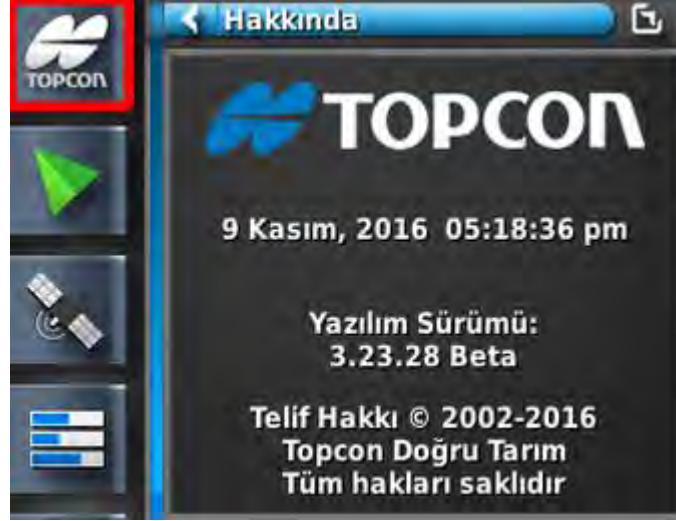 TOPCON
Hakkında
TOPCON
9 Kasım, 2016 05:18:36 pm
Yazılım Sürümü:
3.23.28 Beta
Telif Hakkı © 2002-2016
Topcon Doğru Tarım
Tüm hakları saklıdır